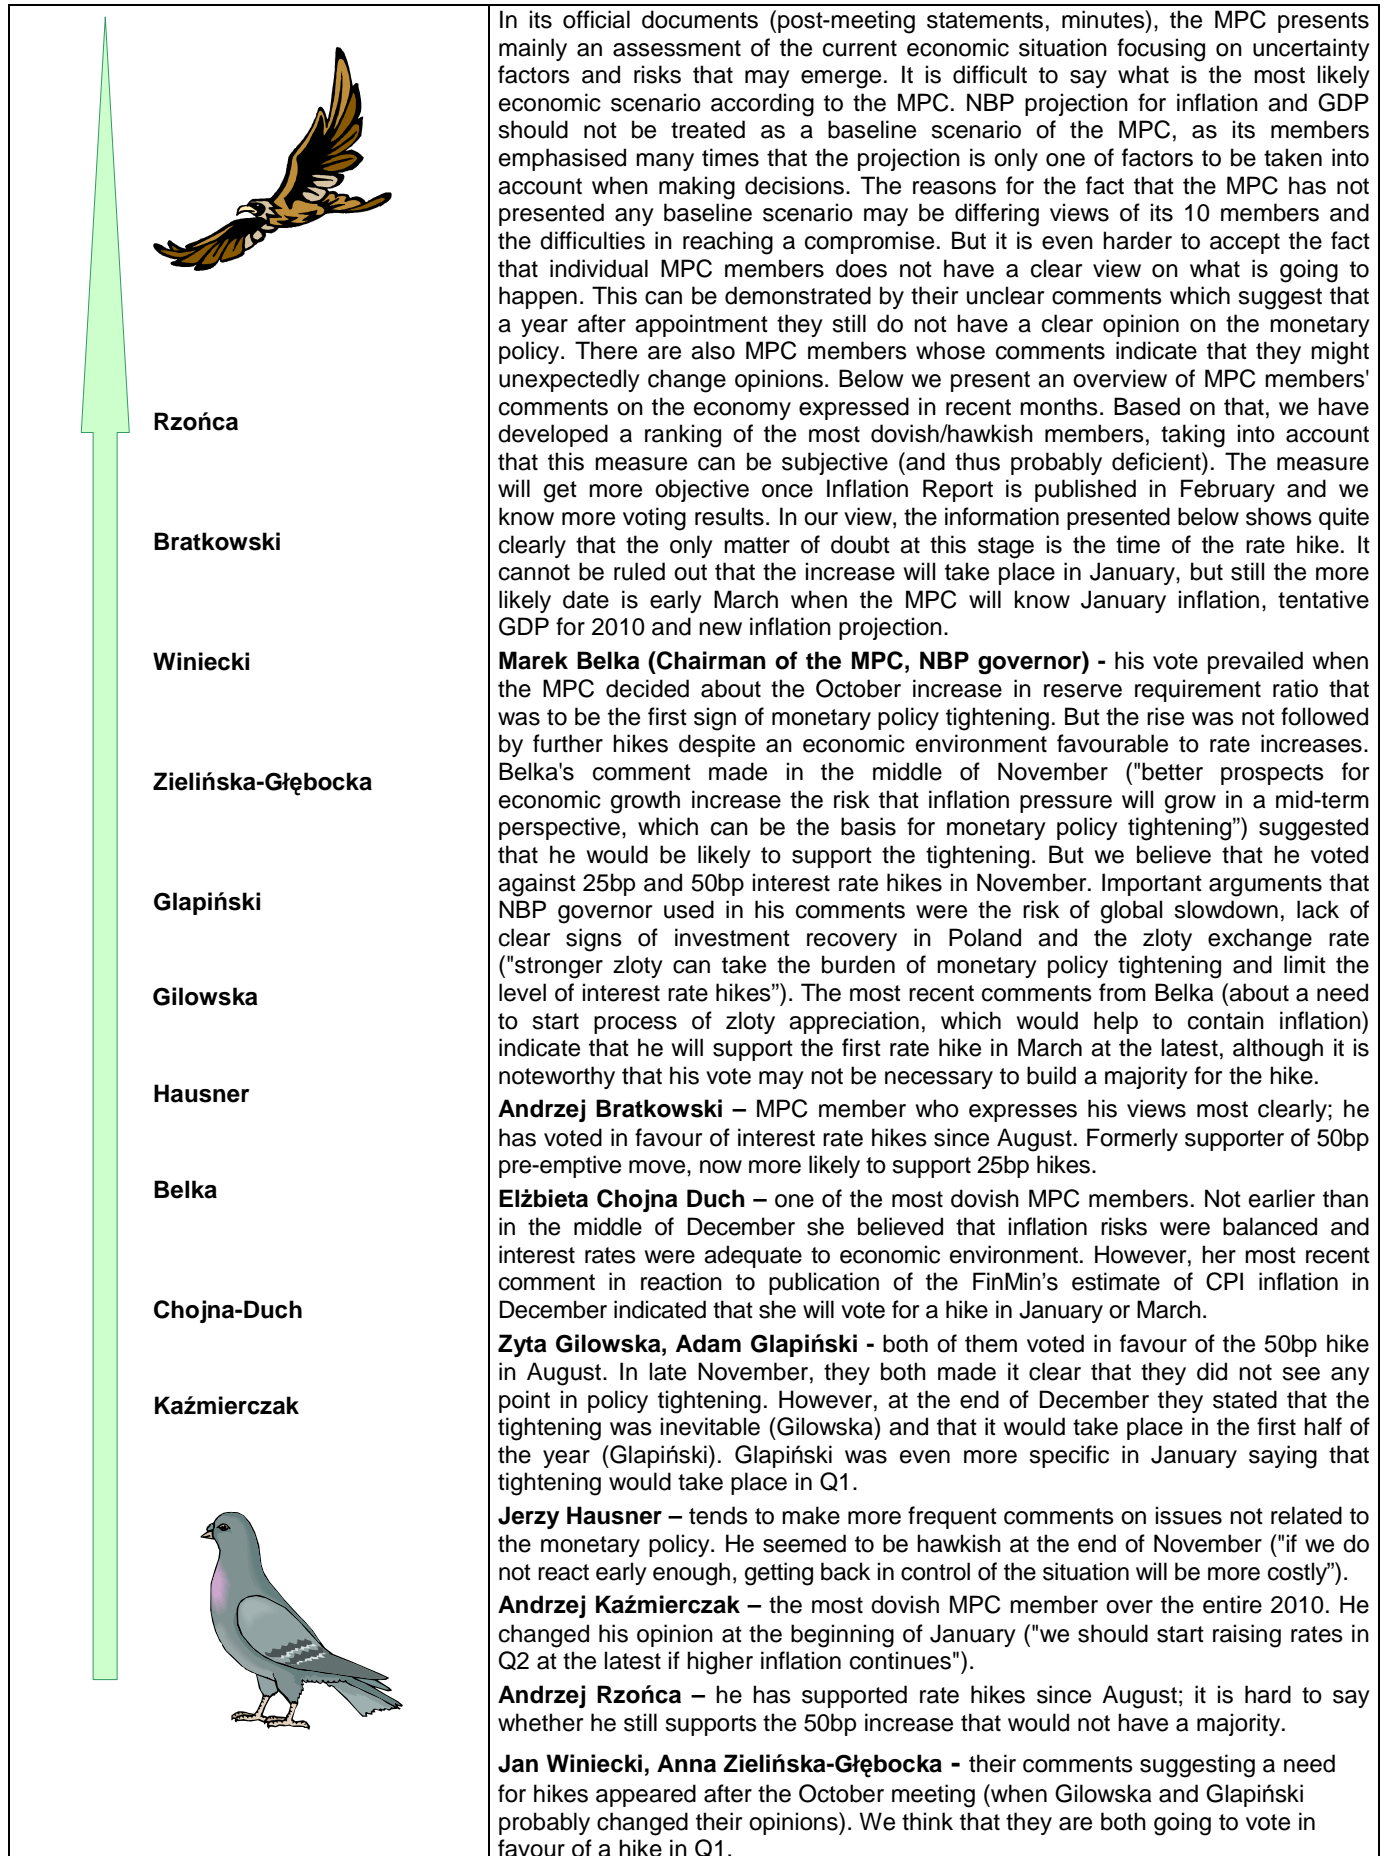 Rzońca
Bratkowski
Winiecki
Zielińska-Głębocka
Glapiński
Gilowska
Hausner
Belka
Chojna-Duch
Kaźmierczak
In its official documents (post-meeting statements, minutes), the MPC presents
mainly an assessment of the current economic situation focusing on uncertainty
factors and risks that may emerge. It is difficult to say what is the most likely
economic scenario according to the MPC. NBP projection for inflation and GDP
should not be treated as a baseline scenario of the MPC, as its members
emphasised many times that the projection is only one of factors to be taken into
account when making decisions. The reasons for the fact that the MPC has not
presented any baseline scenario may be differing views of its 10 members and
the difficulties in reaching a compromise. But it is even harder to accept the fact
that individual MPC members does not have a clear view on what is going to
happen. This can be demonstrated by their unclear comments which suggest that
a year after appointment they still do not have a clear opinion on the monetary
policy. There are also MPC members whose comments indicate that they might
unexpectedly change opinions. Below we present an overview of MPC members'
comments on the economy expressed in recent months. Based on that, we have
developed a ranking of the most dovish/hawkish members, taking into account
that this measure can be subjective (and thus probably deficient). The measure
will get more objective once Inflation Report is published in February and we
know more voting results. In our view, the information presented below shows quite
clearly that the only matter of doubt at this stage is the time of the rate hike. It
cannot be ruled out that the increase will take place in January, but still the more
likely date is early March when the MPC will know January inflation, tentative
GDP for 2010 and new inflation projection.
Marek Belka (Chairman of the MPC, NBP governor) - his vote prevailed when
the MPC decided about the October increase in reserve requirement ratio that
was to be the first sign of monetary policy tightening. But the rise was not followed
by further hikes despite an economic environment favourable to rate increases.
Belka's comment made in the middle of November ("better prospects for
economic growth increase the risk that inflation pressure will grow in a mid-term
perspective, which can be the basis for monetary policy tightening”) suggested
that he would be likely to support the tightening. But we believe that he voted
against 25bp and 50bp interest rate hikes in November. Important arguments that
NBP governor used in his comments were the risk of global slowdown, lack of
clear signs of investment recovery in Poland and the zloty exchange rate
("stronger zloty can take the burden of monetary policy tightening and limit the
level of interest rate hikes”). The most recent comments from Belka (about a need
to start process of zloty appreciation, which would help to contain inflation)
indicate that he will support the first rate hike in March at the latest, although it is
noteworthy that his vote may not be necessary to build a majority for the hike.
Andrzej Bratkowski – MPC member who expresses his views most clearly; he
has voted in favour of interest rate hikes since August. Formerly supporter of 50bp
pre-emptive move, now more likely to support 25bp hikes.
Elżbieta Chojna Duch – one of the most dovish MPC members. Not earlier than
in the middle of December she believed that inflation risks were balanced and
interest rates were adequate to economic environment. However, her most recent
comment in reaction to publication of the FinMin’s estimate of CPI inflation in
December indicated that she will vote for a hike in January or March.
Zyta Gilowska, Adam Glapiński - both of them voted in favour of the 50bp hike
in August. In late November, they both made it clear that they did not see any
point in policy tightening. However, at the end of December they stated that the
tightening was inevitable (Gilowska) and that it would take place in the first half of
the year (Glapiński). Glapiński was even more specific in January saying that
tightening would take place in Q1.
Jerzy Hausner – tends to make more frequent comments on issues not related to
the monetary policy. He seemed to be hawkish at the end of November ("if we do
not react early enough, getting back in control of the situation will be more costly”).
Andrzej Kaźmierczak – the most dovish MPC member over the entire 2010. He
changed his opinion at the beginning of January ("we should start raising rates in
Q2 at the latest if higher inflation continues").
Andrzej Rzońca – he has supported rate hikes since August; it is hard to say
whether he still supports the 50bp increase that would not have a majority.
Jan Winiecki, Anna Zielińska-Głębocka - their comments suggesting a need
for hikes appeared after the October meeting (when Gilowska and Glapiński
probably changed their opinions). We think that they are both going to vote in
favour of a hike in Q1.